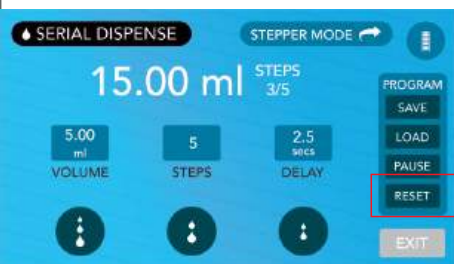 SERIAL DISPENSE
STEPPER MODE
15.00 ml
STEPS
3/5
PROGRAM
SAVE
LOAD
PAUSE
RESET
5.00
ml
VOLUME
5
STEPS
2.5
secs
DELAY
EXIT